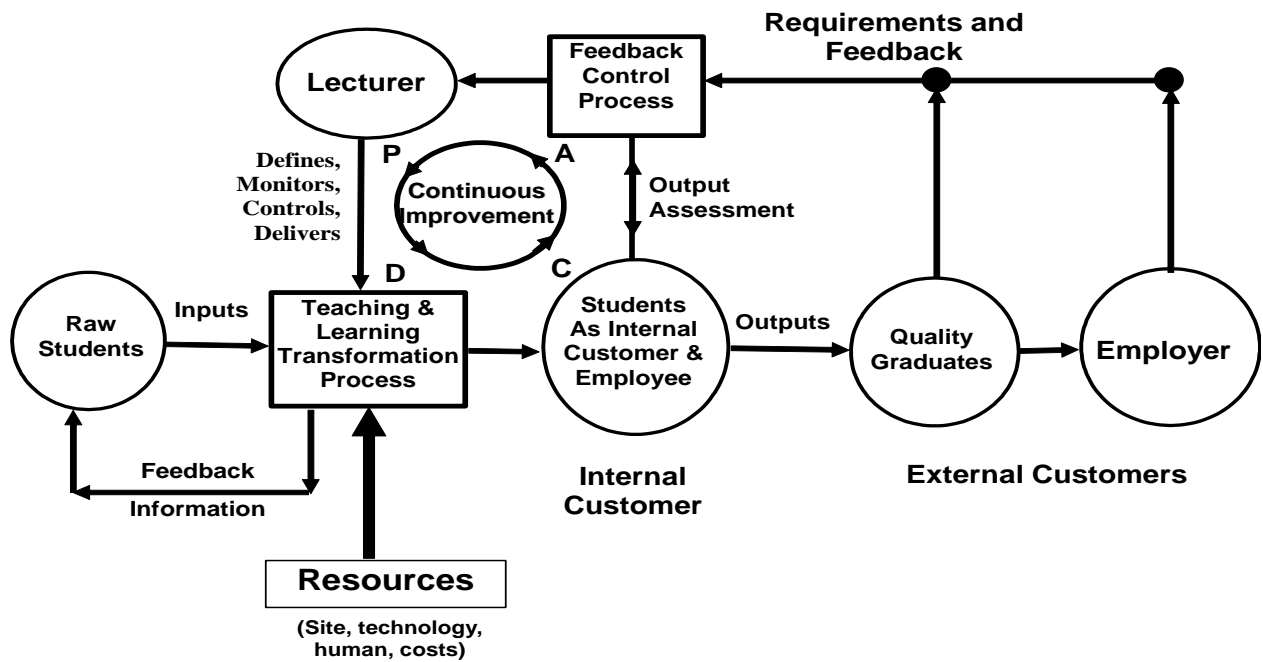 Requirements and
Feedback
Lecturer
Feedback
Control
Process
Defines,
Monitors,
Controls,
Delivers
P
A
Continuous
Improvement
D
C
Output
Assessment
Raw
Students
Inputs
Teaching &
Learning
Transformation
Process
Students
As Internal
Customer &
Employee
Outputs
Quality
Graduates
Employer
Feedback
Information
Internal
Customer
External Customers
Resources
(Site, technology,
human, costs)